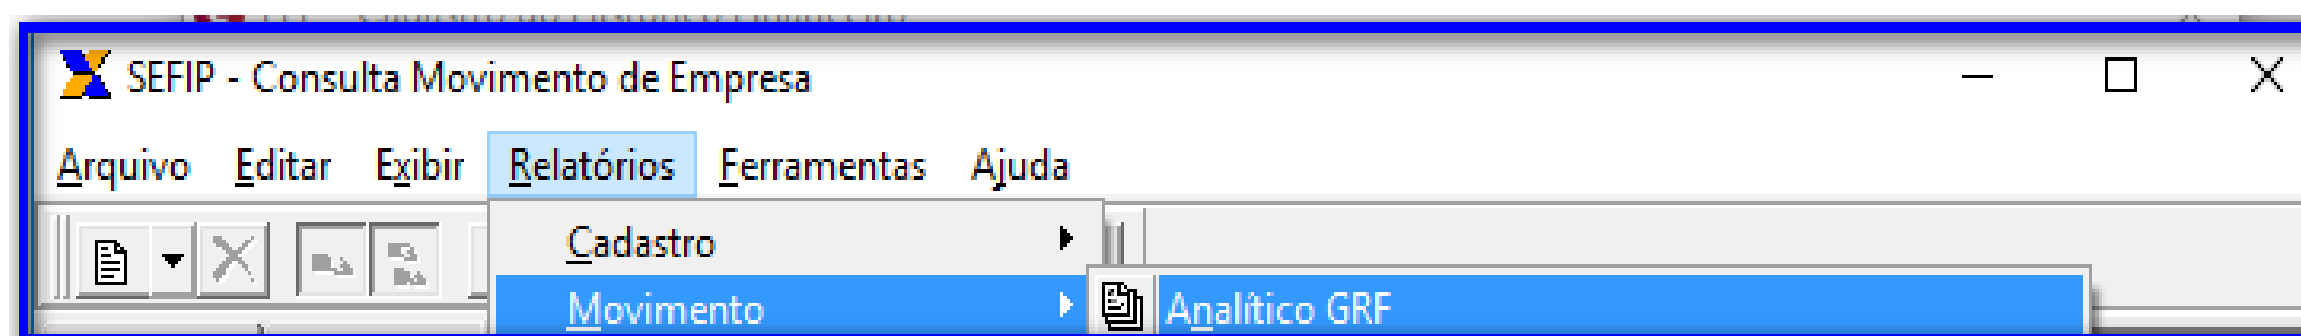 SEFIP - Consulta Movimento de Empresa
Arquivo Editar Exibir Relatórios Ferramentas Ajuda
Cadastro
Movimento Analítico GRF